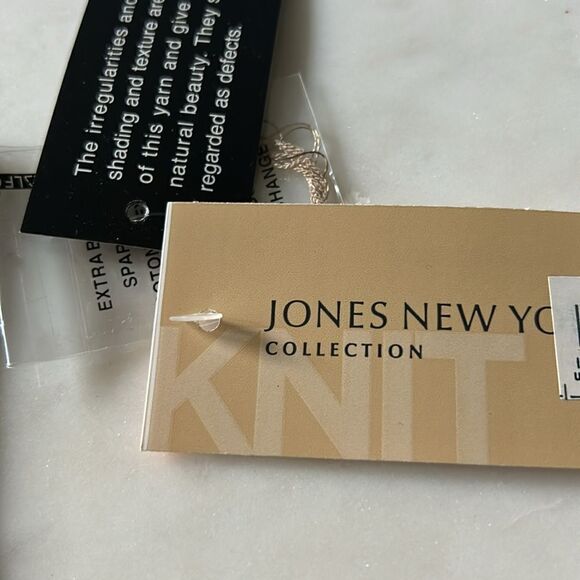 The irregularities and
shading and texture are
of this yarn and give
natural beauty. They
regarded as defects.
EXTRA
CHANGE
JONES NEW YO
COLLECTION
KNIT